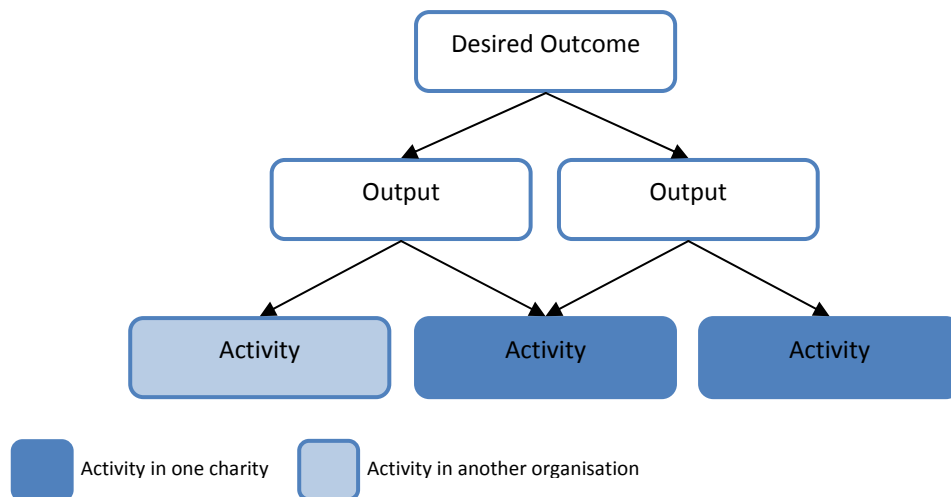 Desired Outcome
Output
Output
Activity
Activity
Activity
Activity in one charity
Activity in another organisation